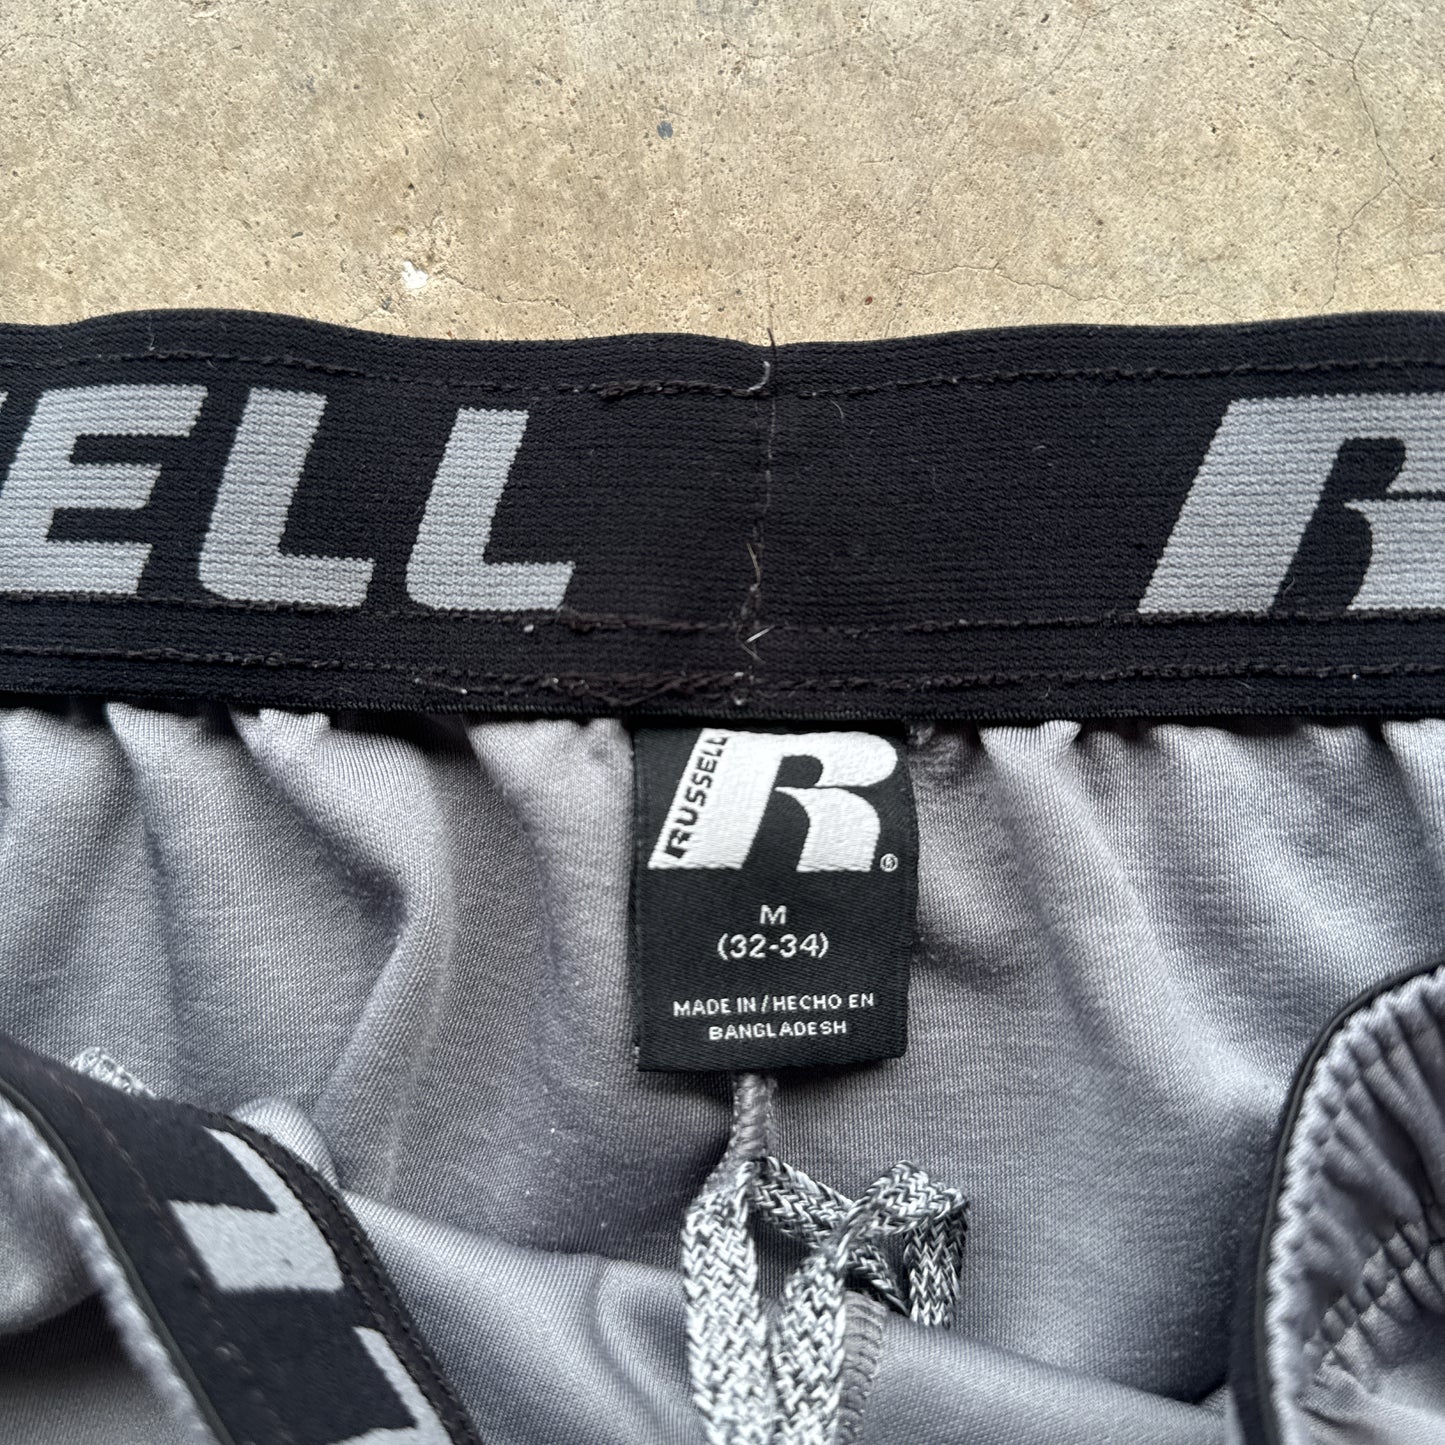 ELL R
RUSSELL R ®
M
(32-34)
MADE IN / HECHO EN
BANGLADESH